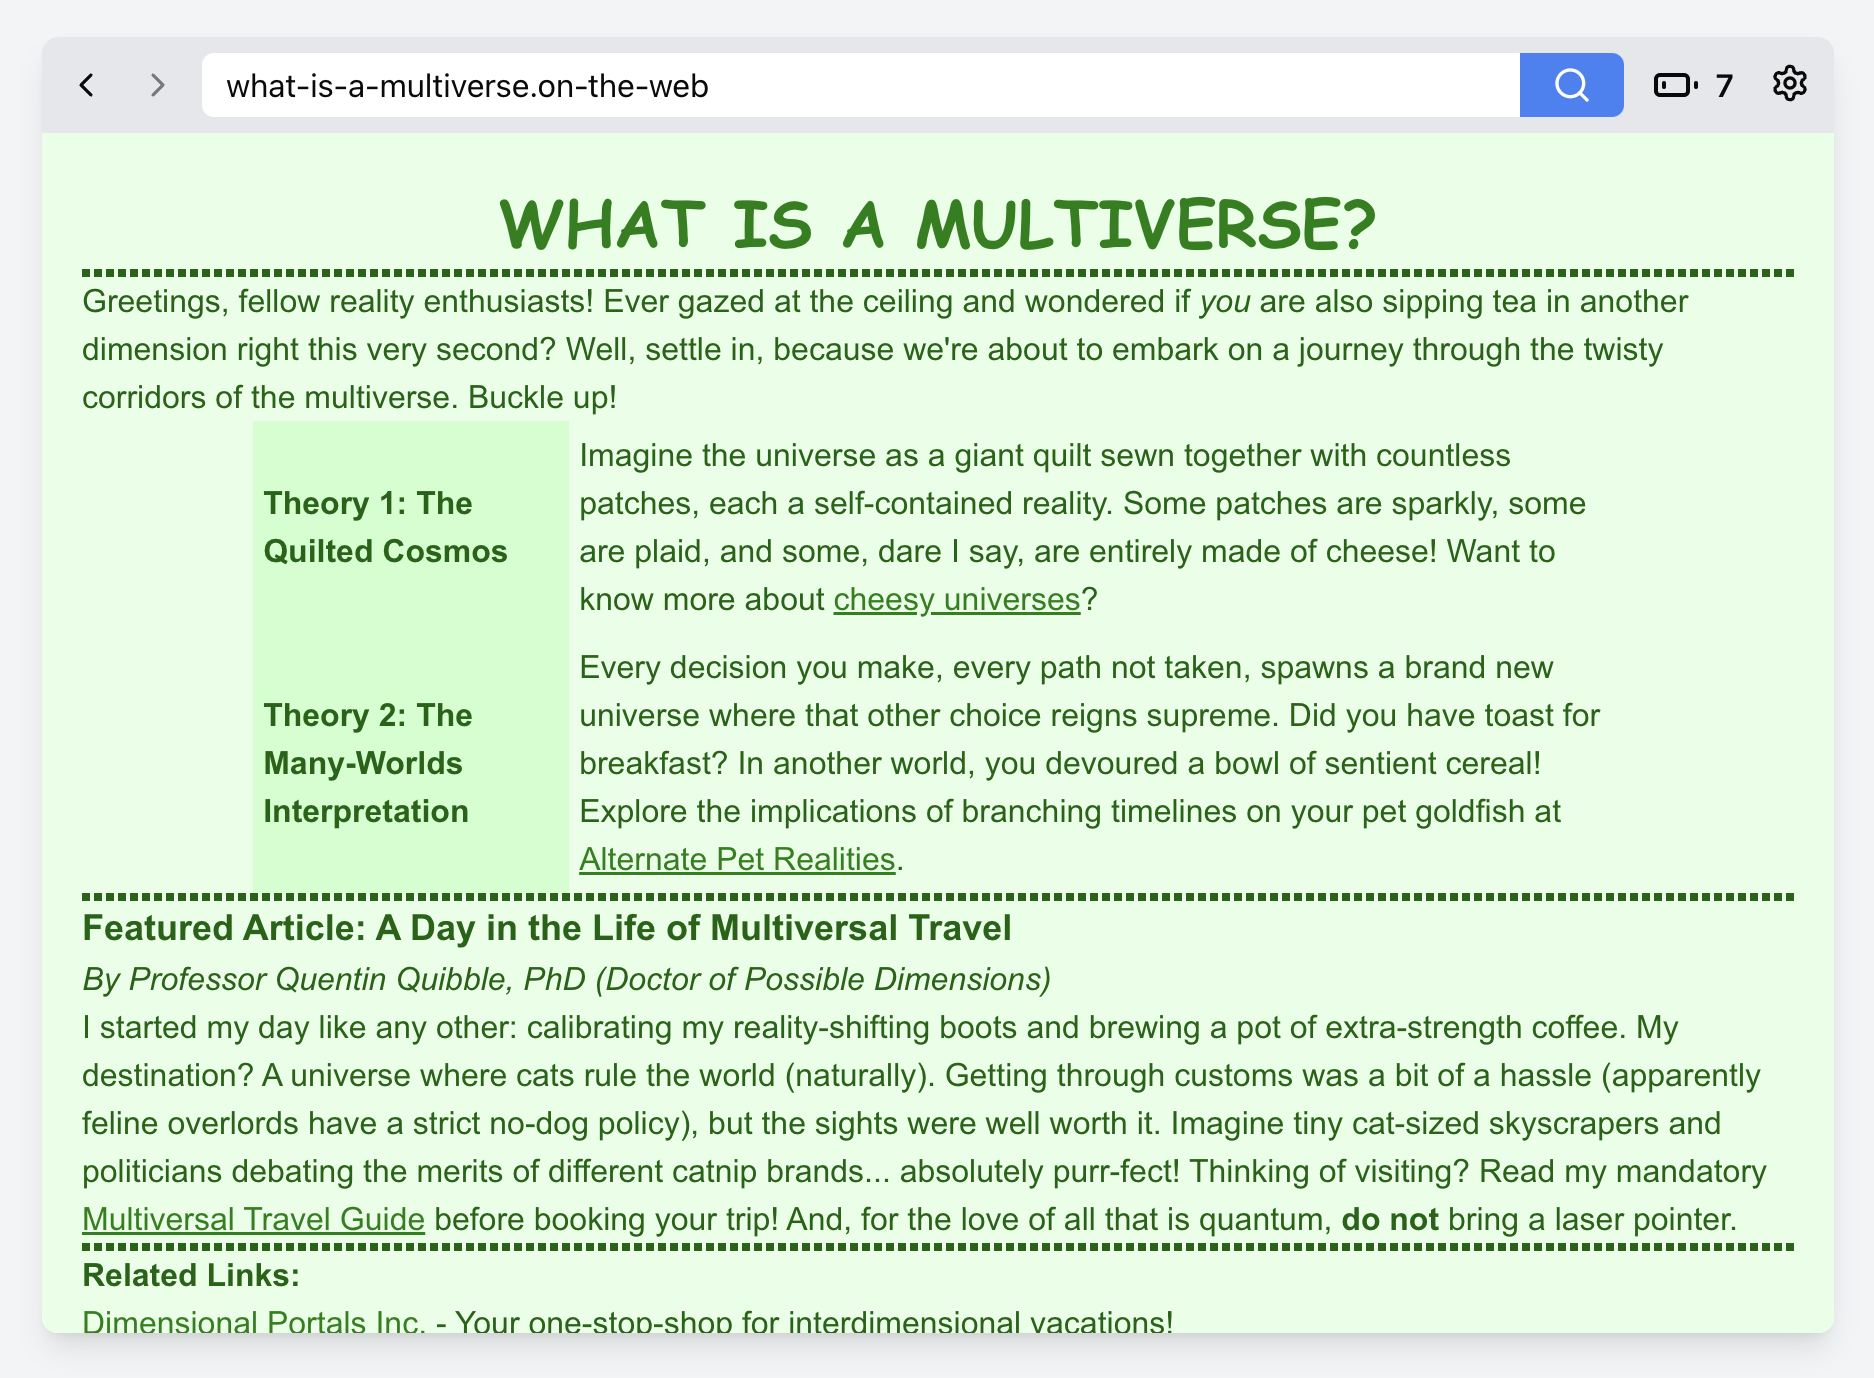 what-is-a-multiverse.on-the-web
7
WHAT IS A MULTIVERSE?
Greetings, fellow reality enthusiasts! Ever gazed at the ceiling and wondered if you are also sipping tea in another
dimension right this very second? Well, settle in, because we're about to embark on a journey through the twisty
corridors of the multiverse. Buckle up!
Theory 1: The
Quilted Cosmos
Imagine the universe as a giant quilt sewn together with countless
patches, each a self-contained reality. Some patches are sparkly, some
are plaid, and some, dare I say, are entirely made of cheese! Want to
know more about cheesy universes?
Theory 2: The
Many-Worlds
Interpretation
Every decision you make, every path not taken, spawns a brand new
universe where that other choice reigns supreme. Did you have toast for
breakfast? In another world, you devoured a bowl of sentient cereal!
Explore the implications of branching timelines on your pet goldfish at
Alternate Pet Realities.
Featured Article: A Day in the Life of Multiversal Travel
By Professor Quentin Quibble, PhD (Doctor of Possible Dimensions)
I started my day like any other: calibrating my reality-shifting boots and brewing a pot of extra-strength coffee. My
destination? A universe where cats rule the world (naturally). Getting through customs was a bit of a hassle (apparently
feline overlords have a strict no-dog policy), but the sights were well worth it. Imagine tiny cat-sized skyscrapers and
politicians debating the merits of different catnip brands... absolutely purr-fect! Thinking of visiting? Read my mandatory
Multiversal Travel Guide before booking your trip! And, for the love of all that is quantum, do not bring a laser pointer.
Related Links:
Dimensional Portals Inc. - Your one-stop-shop for interdimensional vacations!